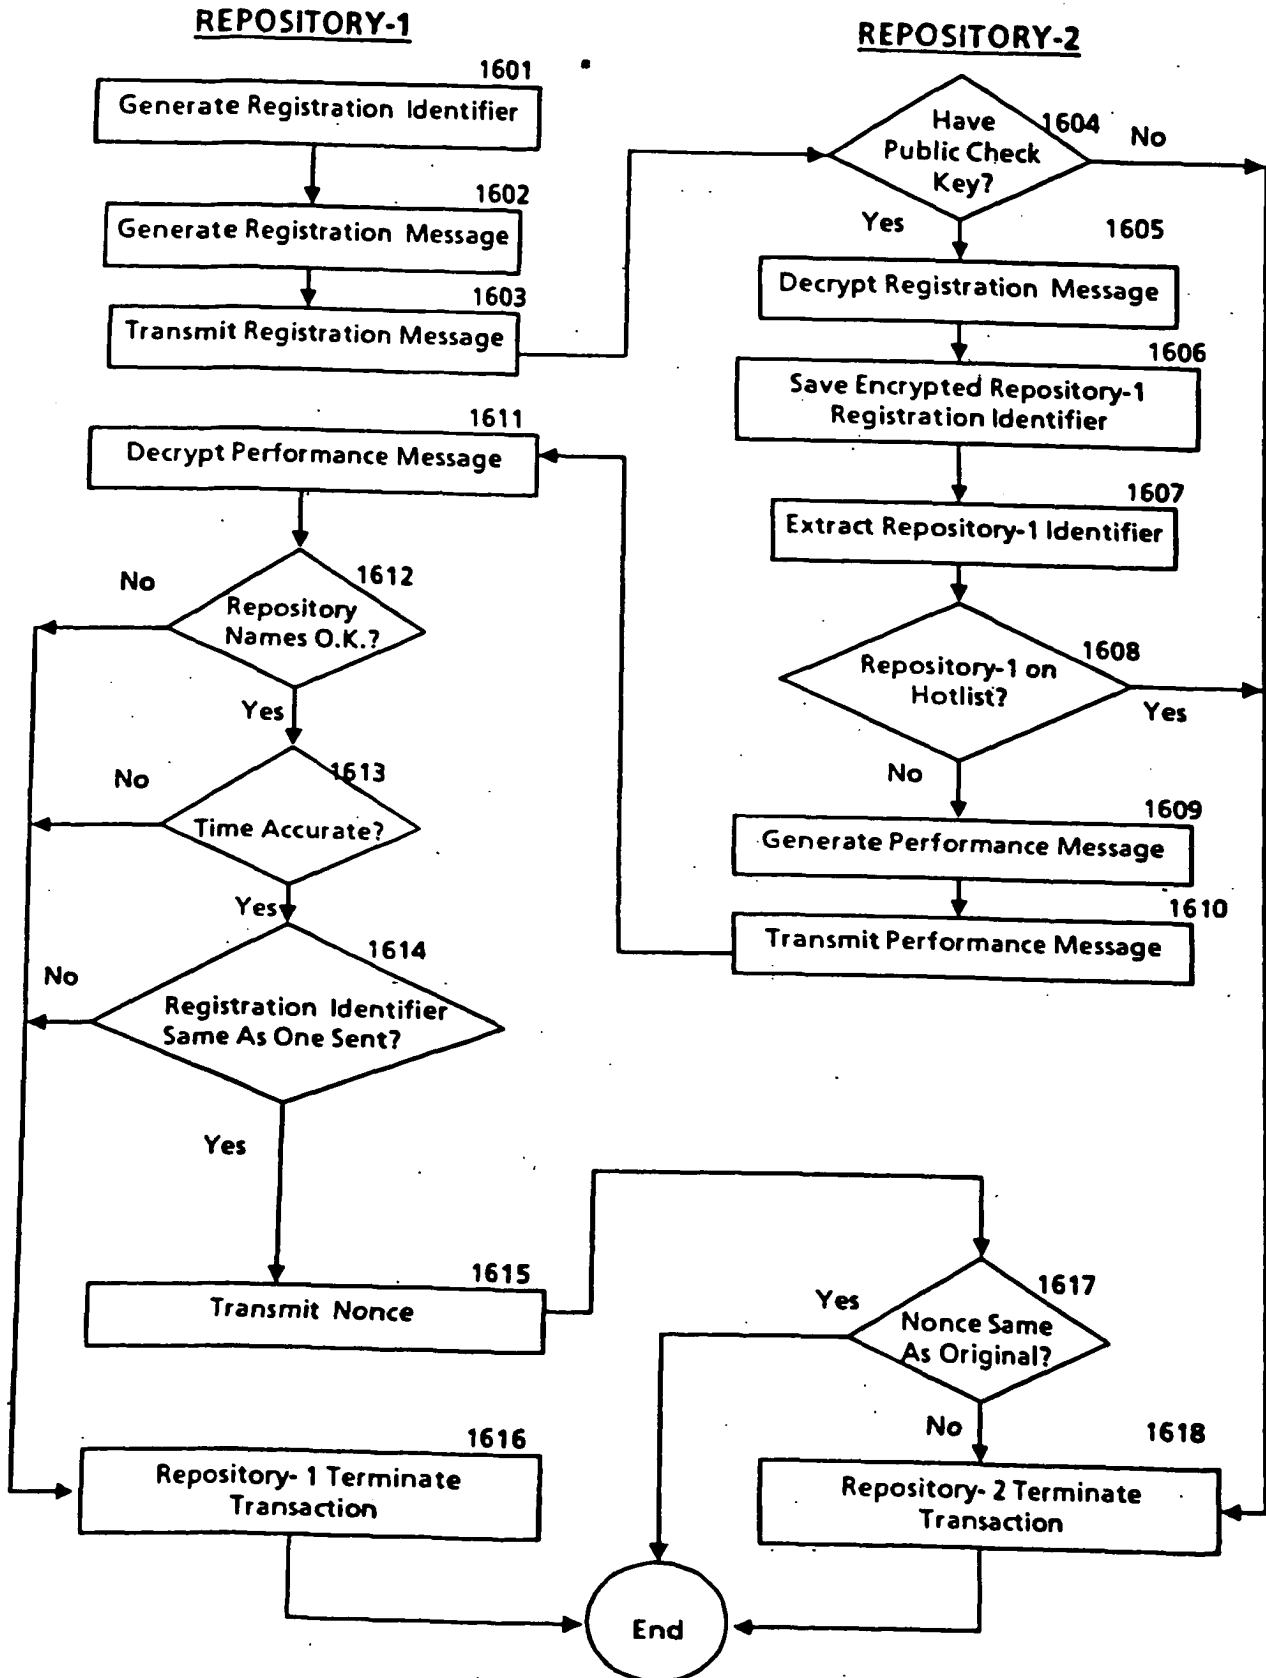 REPOSITORY-1
1601
Generate Registration Identifier
1602
Generate Registration Message
1603
Transmit Registration Message
1611
Decrypt Performance Message
1612
No
Repository
Names O.K.?
Yes
1613
No
Time Accurate?
Yes
1614
No
Registration Identifier
Same As One Sent?
Yes
1615
Transmit Nonce
1616
Repository- 1 Terminate
Transaction
REPOSITORY-2
1604
No
Have
Public Check
Key?
Yes
1605
Decrypt Registration Message
1606
Save Encrypted Repository-1
Registration Identifier
1607
Extract Repository-1 Identifier
1608
Repository-1 on
Hotlist?
Yes
No
1609
Generate Performance Message
1610
Transmit Performance Message
1617
Yes
Nonce Same
As Original?
No
1618
Repository- 2 Terminate
Transaction
End